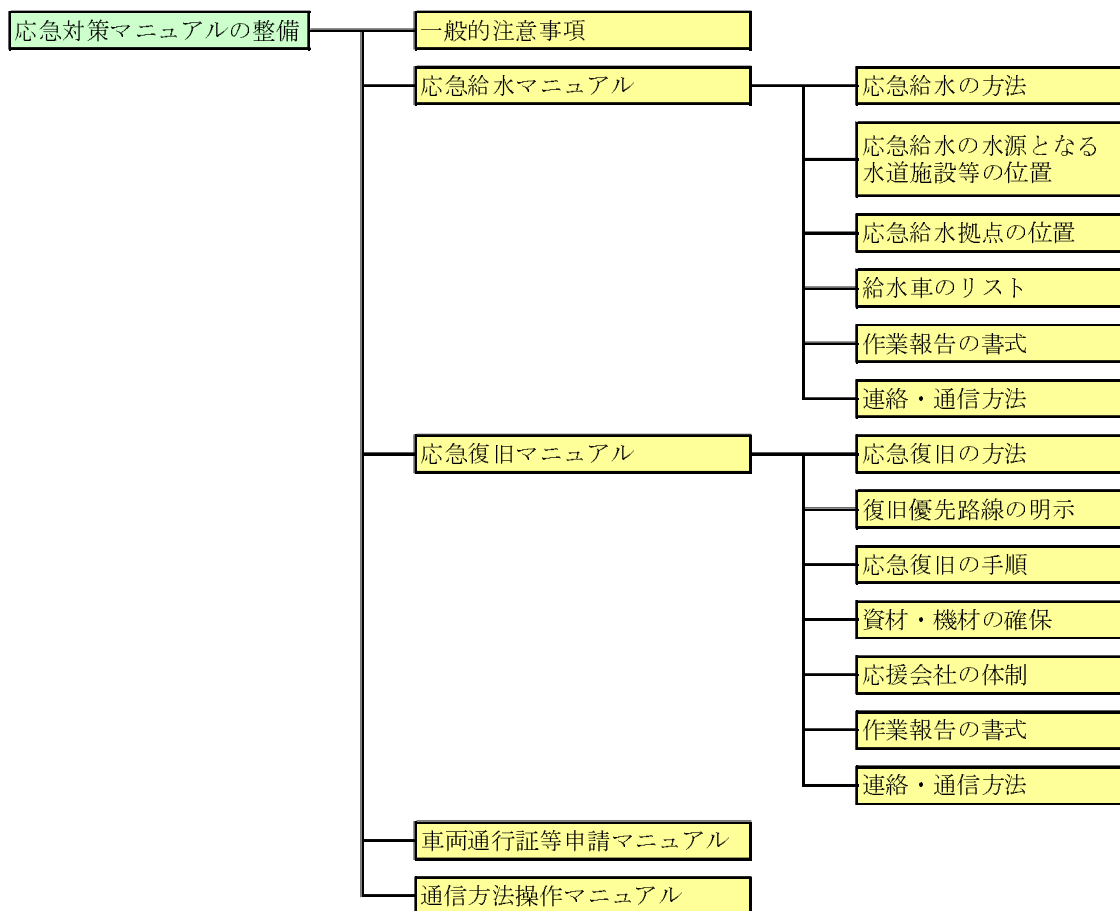 応急対策マニュアルの整備
一般的注意事項
応急給水マニュアル
応急給水の方法
応急給水の水源となる
水道施設等の位置
応急給水拠点の位置
給水車のリスト
作業報告の書式
連絡・通信方法
応急復旧マニュアル
応急復旧の方法
復旧優先路線の明示
応急復旧の手順
資材・機材の確保
応援会社の体制
作業報告の書式
連絡・通信方法
車両通行証等申請マニュアル
通信方法操作マニュアル